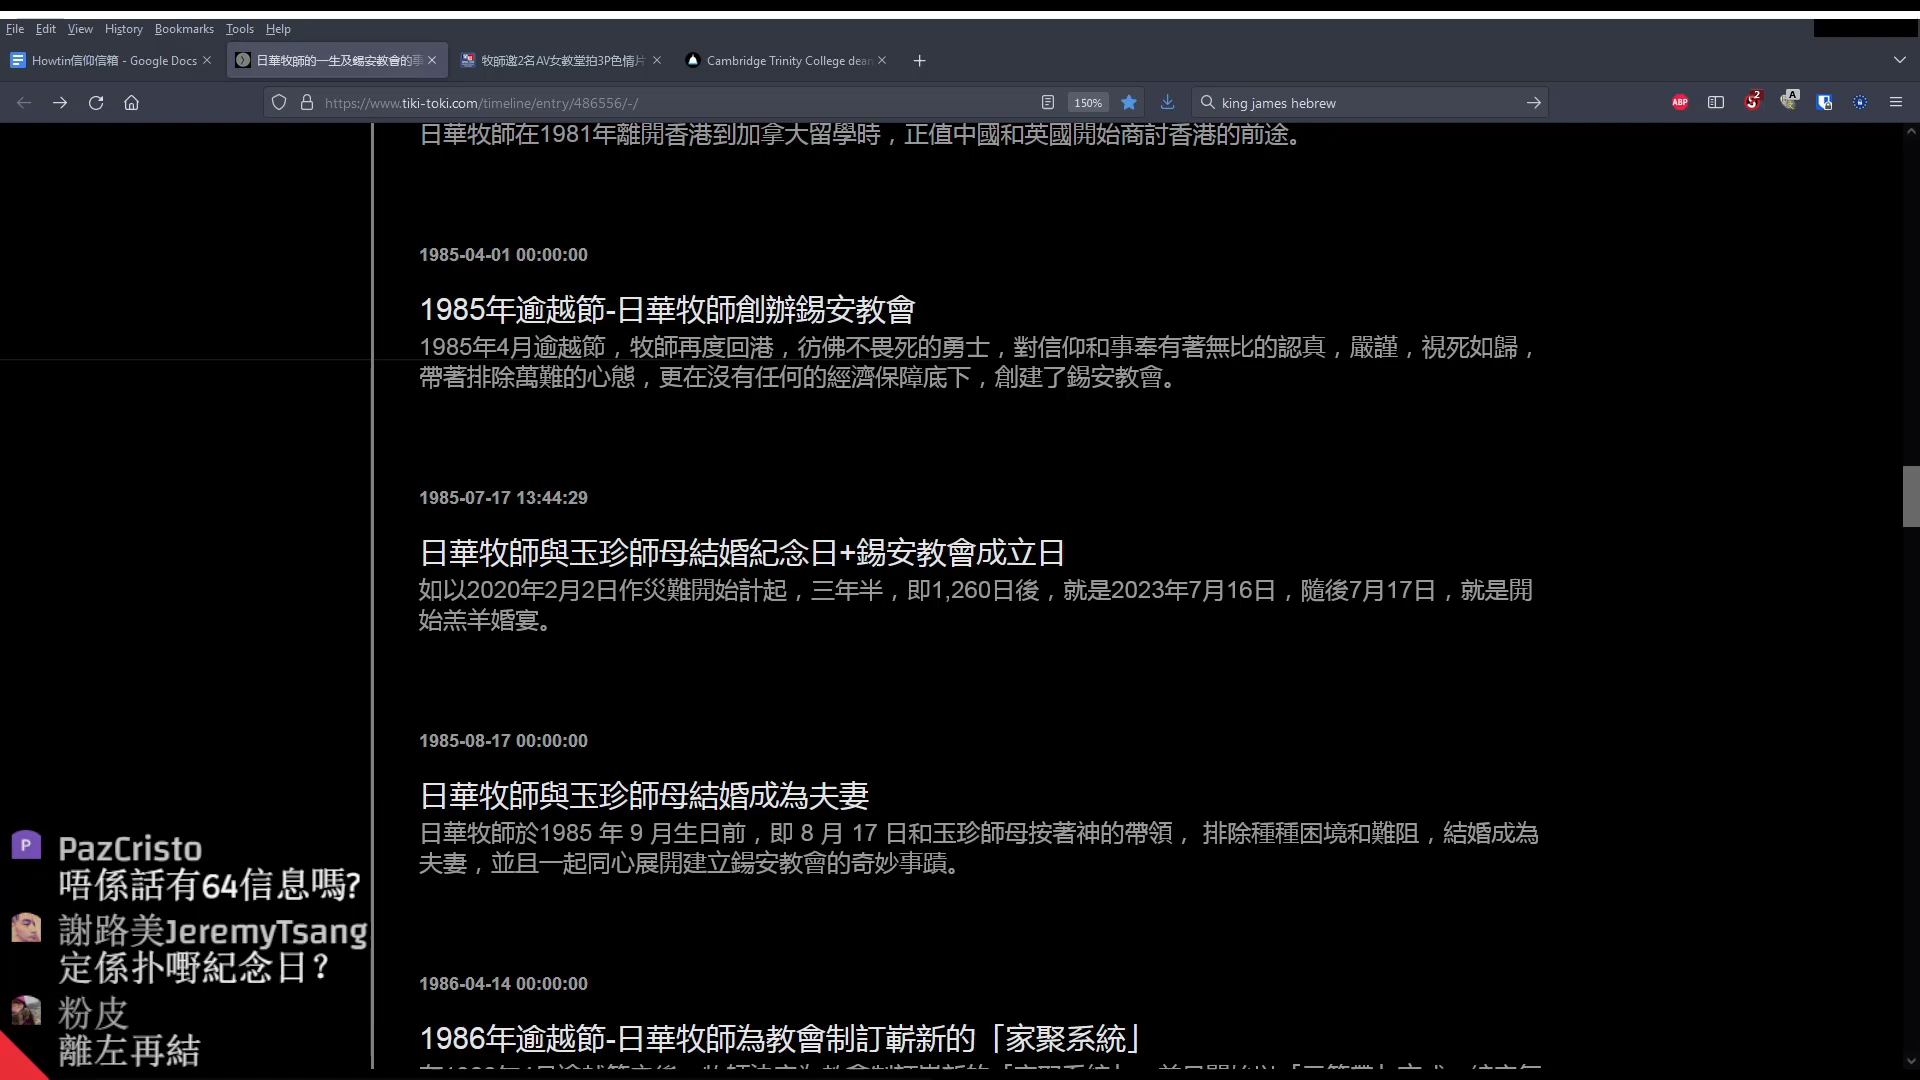 File Edit View History Bookmarks Tools Help
Howtin信仰信箱 - Google Docs
日華牧師的一生及錫安教會的事
牧師邀2名AV女教堂拍3P色情片
Cambridge Trinity College dean
https://www.tiki-toki.com/timeline/entry/486556/-/
150%
king james hebrew
ABP
2
A
日華牧師在1981年離開香港到加拿大留學時，正值中國和英國開始商討香港的前途。
1985-04-01 00:00:00
1985年逾越節-日華牧師創辦錫安教會
1985年4月逾越節，牧師再度回港，彷彿不畏死的勇士，對信仰和事奉有著無比的認真，嚴謹，視死如歸，
帶著排除萬難的心態，更在沒有任何的經濟保障底下，創建了錫安教會。
1985-07-17 13:44:29
日華牧師與玉珍師母結婚紀念日+錫安教會成立日
如以2020年2月2日作災難開始計起，三年半，即1,260日後，就是2023年7月16日，隨後7月17日，就是開
始羔羊婚宴。
1985-08-17 00:00:00
日華牧師與玉珍師母結婚成為夫妻
日華牧師於1985 年 9 月生日前，即 8 月 17 日和玉珍師母按著神的帶領， 排除種種困境和難阻，結婚成為
夫妻，並且一起同心展開建立錫安教會的奇妙事蹟。
1986-04-14 00:00:00
1986年逾越節-日華牧師為教會制訂嶄新的「家聚系統」
P
PazCristo
唔係話有64信息嗎?
謝路美JeremyTsang
定係扑嘢紀念日？
粉皮
離左再結